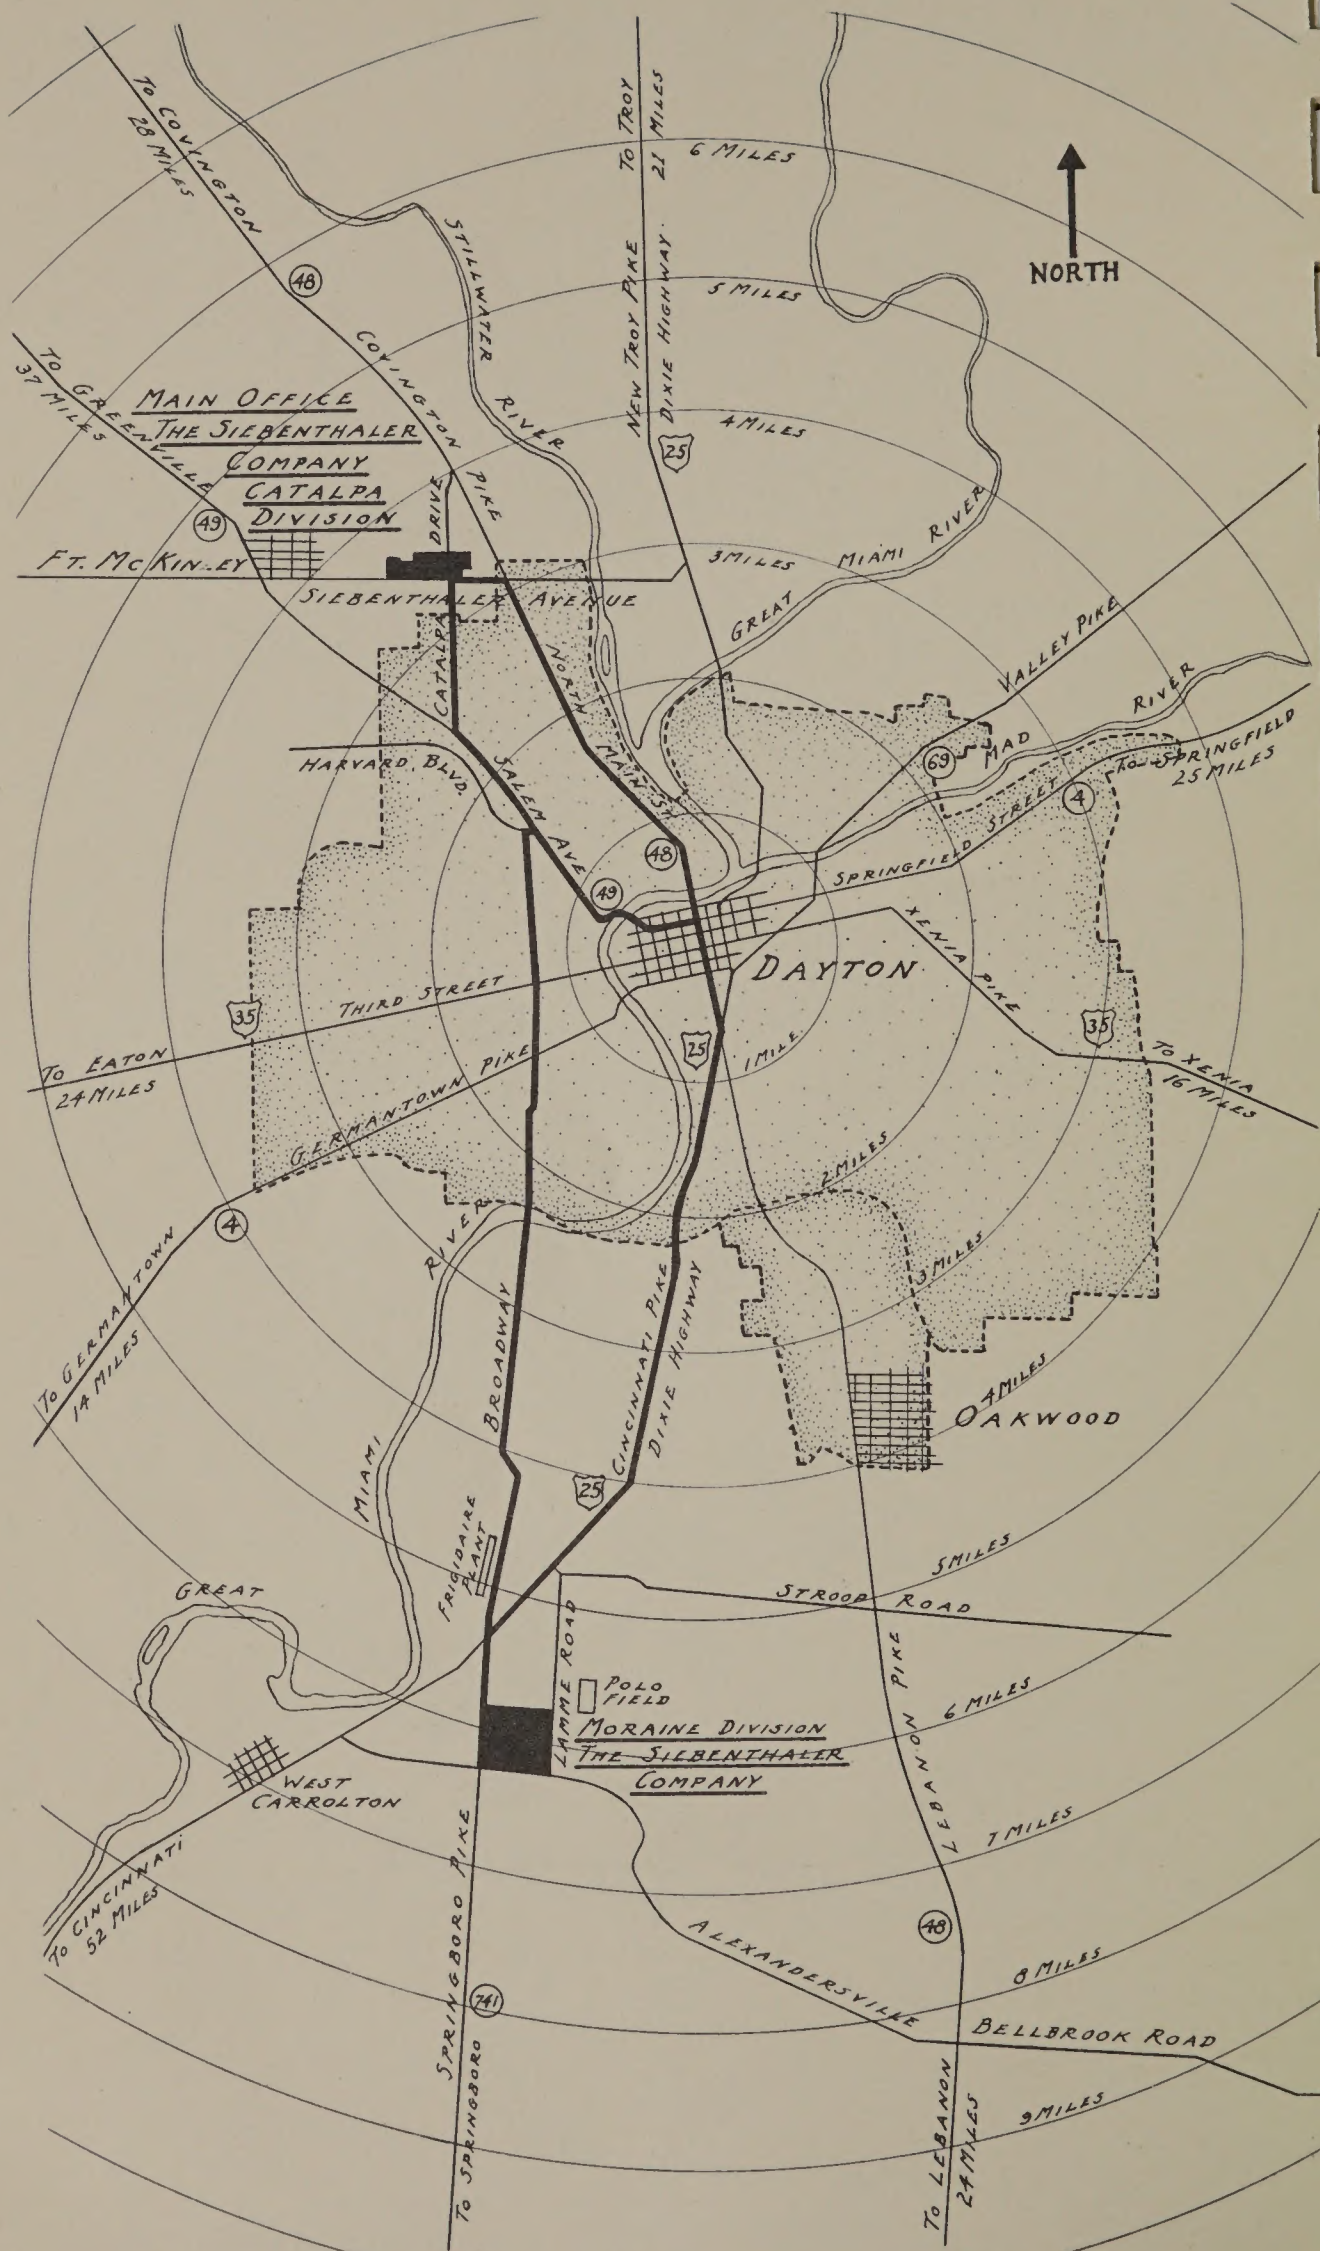 To COVINGTON
28 MILES
48
To TROY
21 MILES
6 MILES
NORTH
STILLWATER
RIVER
NEW TROY PIKE
DIXIE HIGHWAY
5 MILES
COVINGTON
PIKE
To GREENVILLE
37 MILES
49
MAIN OFFICE
THE SIEBENTHALER
COMPANY
CATALPA
DIVISION
4 MILES
25
DRIVE
FT. MCKINLEY
SIEBENTHALER AVENUE
3 MILES
GREAT
MIAMI
RIVER
VALLEY PIKE
CATALPA
NORTH
MAIN ST.
HARVARD BLVD.
SALEM AVE
69
MAD
RIVER
To SPRINGFIELD
25 MILES
4
SPRINGFIELD STREET
48
49
DAYTON
XENIA PIKE
35
To XENIA
16 MILES
THIRD STREET
35
To EATON
24 MILES
25
1 MILE
GERMANTOWN PIKE
4
To GERMANTOWN
14 MILES
2 MILES
3 MILES
4 MILES
OAKWOOD
RIVER
MIAMI
GREAT
BROADWAY
CINCINNATI PIKE
DIXIE HIGHWAY
25
FRIGIDAIRE
PLANT
5 MILES
STROOP ROAD
LAMME ROAD
POLO
FIELD
MORAINE DIVISION
THE SIEBENTHALER
COMPANY
LEBANON PIKE
6 MILES
WEST
CARROLTON
To CINCINNATI
52 MILES
7 MILES
SPRINGBORO PIKE
741
To SPRINGBORO
ALEXANDERSVILLE
BELLBROOK ROAD
48
8 MILES
9 MILES
To LEBANON
24 MILES